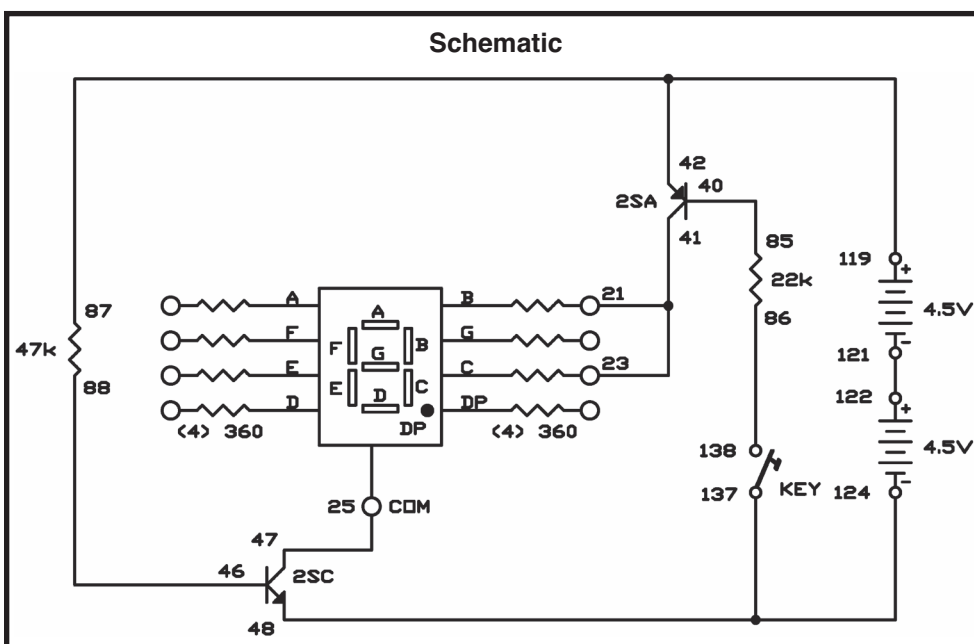 Schematic
42
40
2SA
41
85
22k
86
119
+
4.5V
-
121
122
+
4.5V
-
124
87
47k
88
A
B
21
F
G
E
C
23
D
DP
A
F
B
G
E
C
D
DP
(4) 360
(4) 360
138
137
KEY
25
COM
47
46
2SC
48